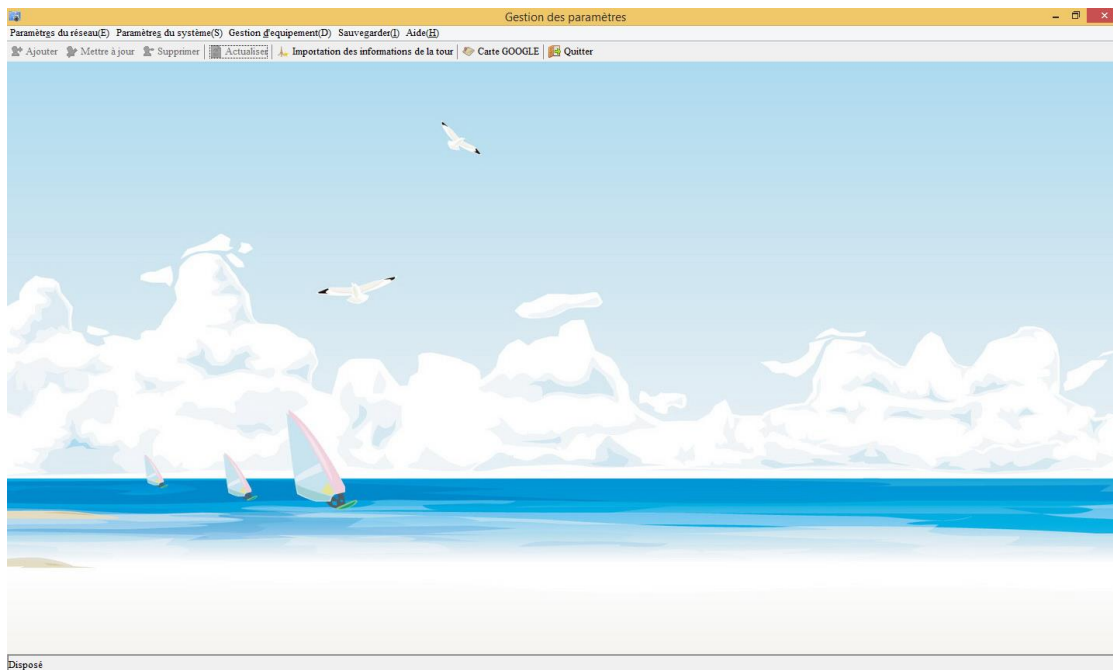 Gestion des paramètres
Paramètres du réseau(E) Paramètres du système(S) Gestion d'equipement(D) Sauvegarder(I) Aide(H)
Ajouter Mettre à jour Supprimer Actualiser Importation des informations de la tour Carte GOOGLE Quitter
Disposé